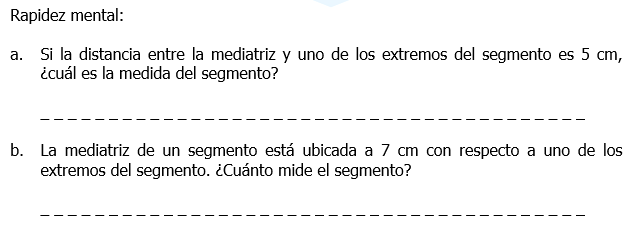 Rapidez mental:
a. Si la distancia entre la mediatriz y uno de los extremos del segmento es 5 cm,
¿cuál es la medida del segmento?
b. La mediatriz de un segmento está ubicada a 7 cm con respecto a uno de los
extremos del segmento. ¿Cuánto mide el segmento?